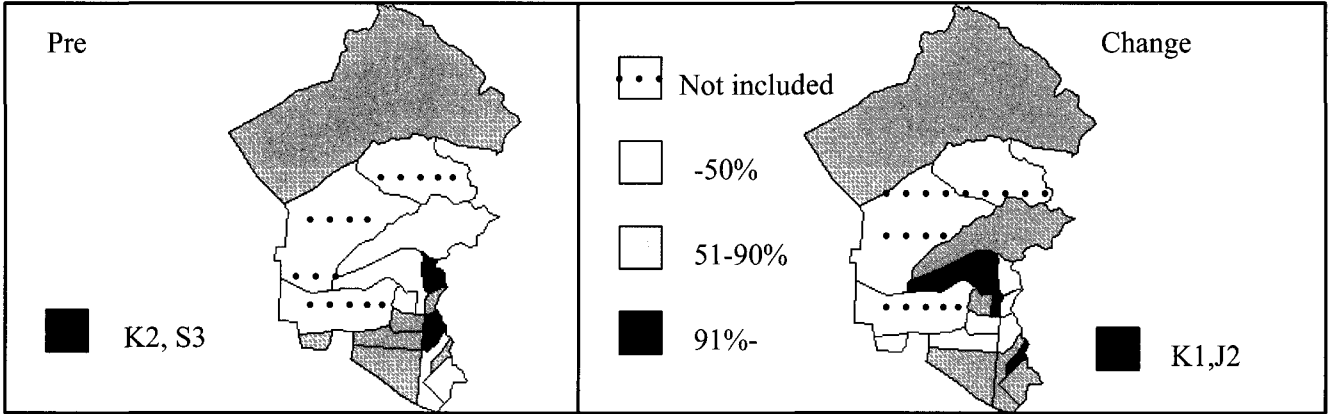 Pre
K2, S3
Change
Not included
-50%
51-90%
91%-
K1,J2